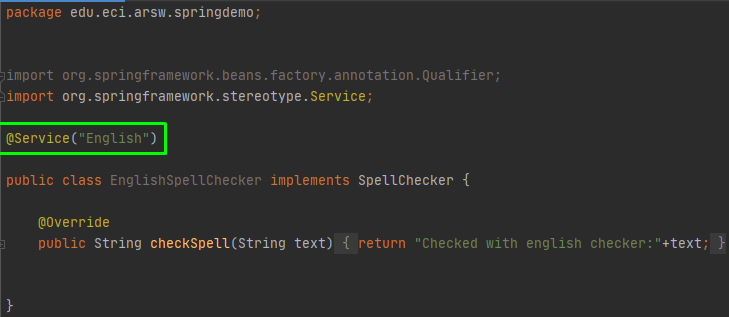 package edu.eci.arsw.springdemo;
import org.springframework.beans.factory.annotation.Qualifier;
import org.springframework.stereotype.Service;
@Service("English")
public class EnglishSpellChecker implements SpellChecker {
@Override
public String checkSpell(String text) { return "Checked with english checker:"+text; }
}